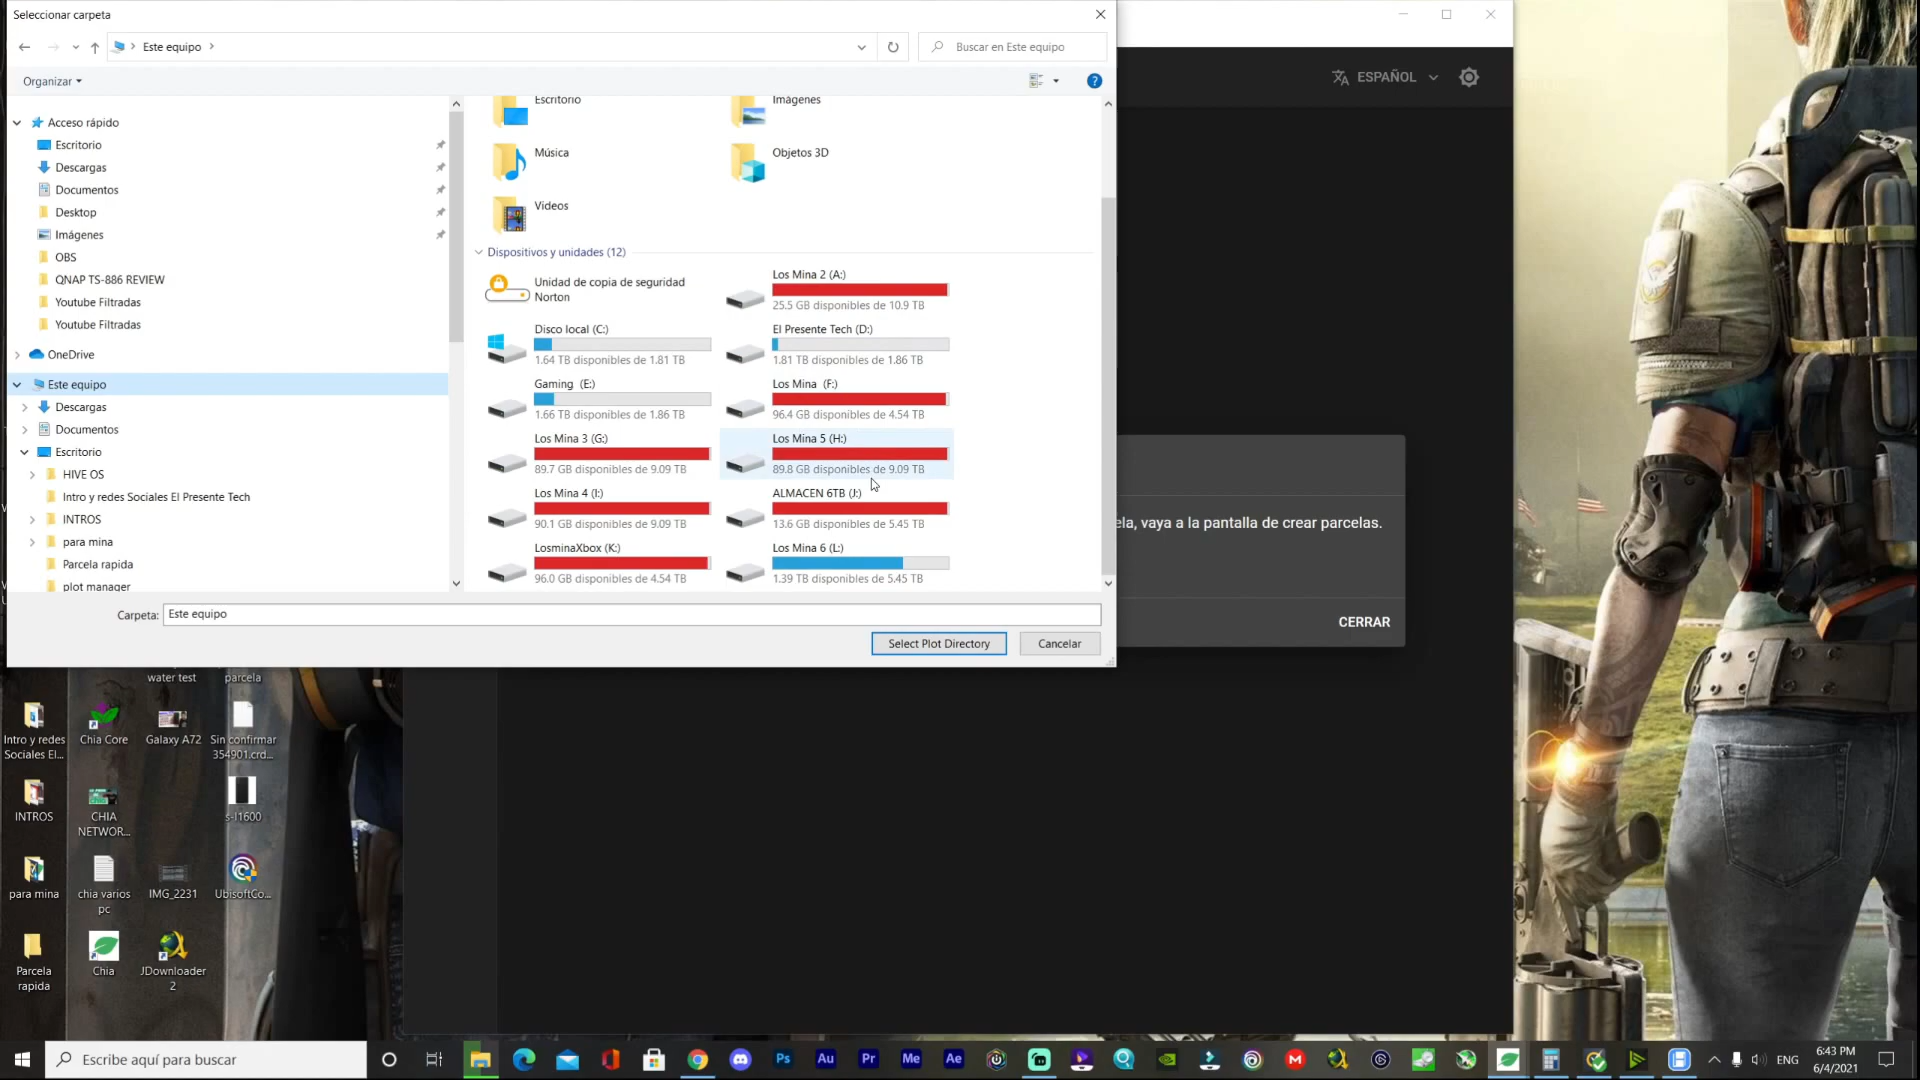 Seleccionar carpeta
Este equipo
Buscar en Este equipo
Organizar
ESPAÑOL
Acceso rápido
Escritorio
Descargas
Documentos
Desktop
Imágenes
OBS
QNAP TS-886 REVIEW
Youtube Filtradas
Youtube Filtradas
OneDrive
Este equipo
Descargas
Documentos
Escritorio
HIVE OS
Intro y redes Sociales El Presente Tech
INTROS
para mina
Parcela rapida
plot manager
Escritorio
Imágenes
Música
Objetos 3D
Videos
Dispositivos y unidades (12)
Unidad de copia de seguridad
Norton
Los Mina 2 (A:)
25.5 GB disponibles de 10.9 TB
Disco local (C:)
1.64 TB disponibles de 1.81 TB
El Presente Tech (D:)
1.81 TB disponibles de 1.86 TB
Gaming (E:)
1.66 TB disponibles de 1.86 TB
Los Mina (F:)
96.4 GB disponibles de 4.54 TB
Los Mina 3 (G:)
89.7 GB disponibles de 9.09 TB
Los Mina 5 (H:)
89.8 GB disponibles de 9.09 TB
Los Mina 4 (I:)
90.1 GB disponibles de 9.09 TB
ALMACEN 6TB (J:)
13.6 GB disponibles de 5.45 TB
LosminaXbox (K:)
96.0 GB disponibles de 4.54 TB
Los Mina 6 (L:)
1.39 TB disponibles de 5.45 TB
Carpeta: Este equipo
Select Plot Directory
Cancelar
ela, vaya a la pantalla de crear parcelas.
CERRAR
water test
parcela
Intro y redes
Sociales El...
Chia Core
Galaxy A72
Sin confirmar
354901.crd...
INTROS
CHIA
NETWOR...
s-l1600
para mina
chia varios
pc
IMG_2231
UbisoftCo...
Parcela
rapida
Chia
JDownloader
2
Escribe aquí para buscar
Ps
Au
Pr
Me
Ae
ENG
6:43 PM
6/4/2021